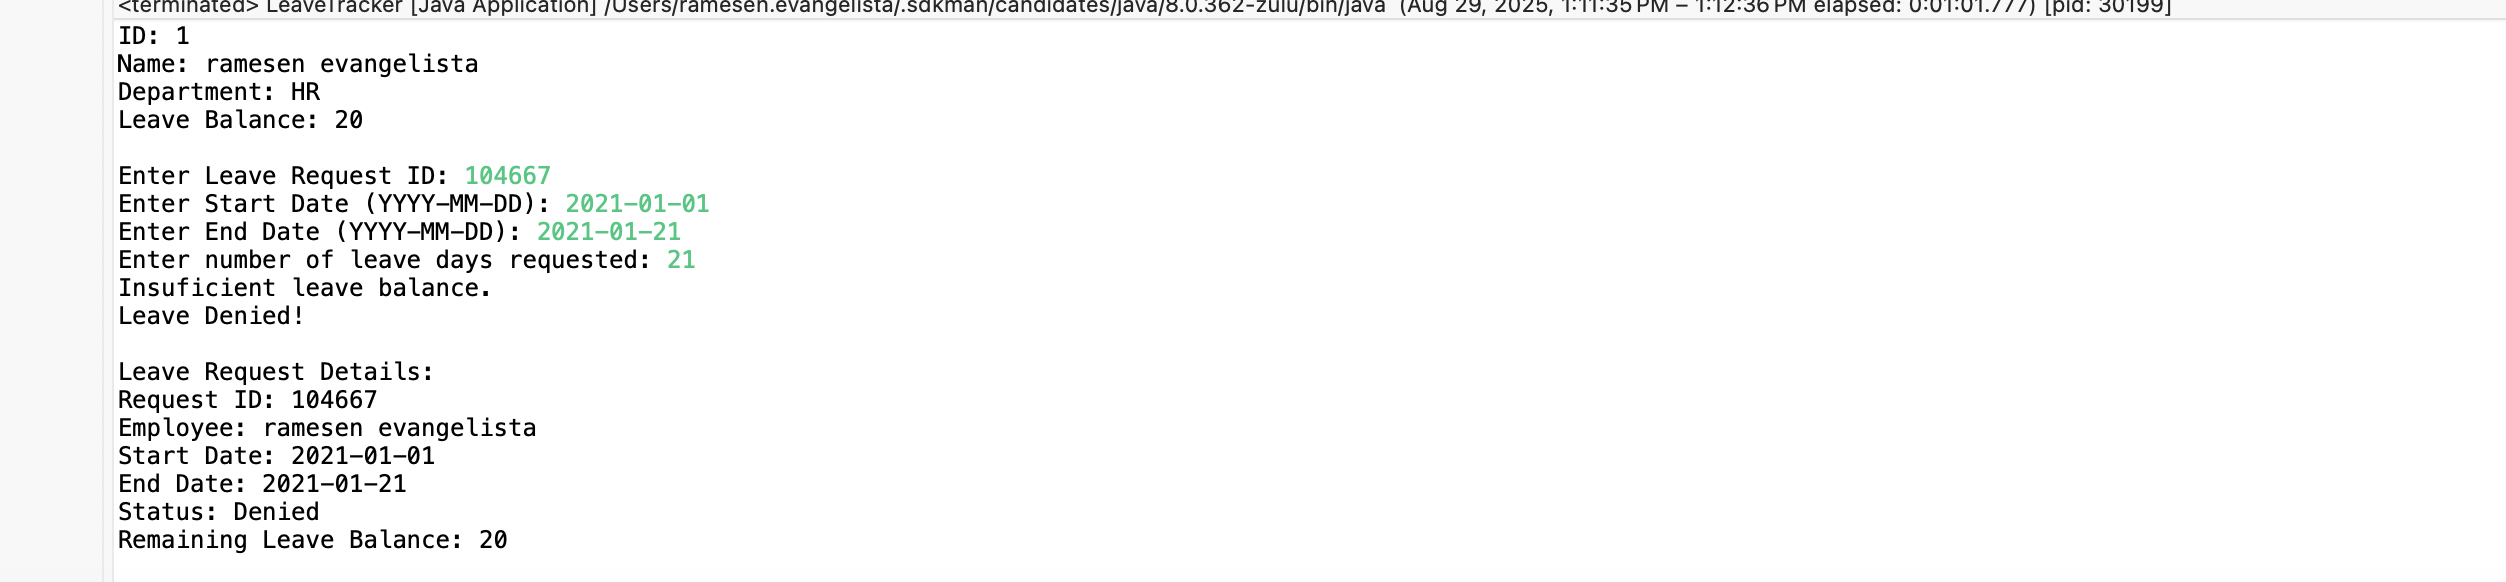 <terminated> LeaveTracker [Java Application] /Users/ramesen.evangelista/.sdkman/candidates/java/8.0.362-zulu/bin/java (Aug 29, 2025, 1:11:35 PM – 1:12:36 PM elapsed: 0:01:01.777) [pid: 30199]
ID: 1
Name: ramesen evangelista
Department: HR
Leave Balance: 20
Enter Leave Request ID: 104667
Enter Start Date (YYYY-MM-DD): 2021-01-01
Enter End Date (YYYY-MM-DD): 2021-01-21
Enter number of leave days requested: 21
Insuficient leave balance.
Leave Denied!
Leave Request Details:
Request ID: 104667
Employee: ramesen evangelista
Start Date: 2021-01-01
End Date: 2021-01-21
Status: Denied
Remaining Leave Balance: 20